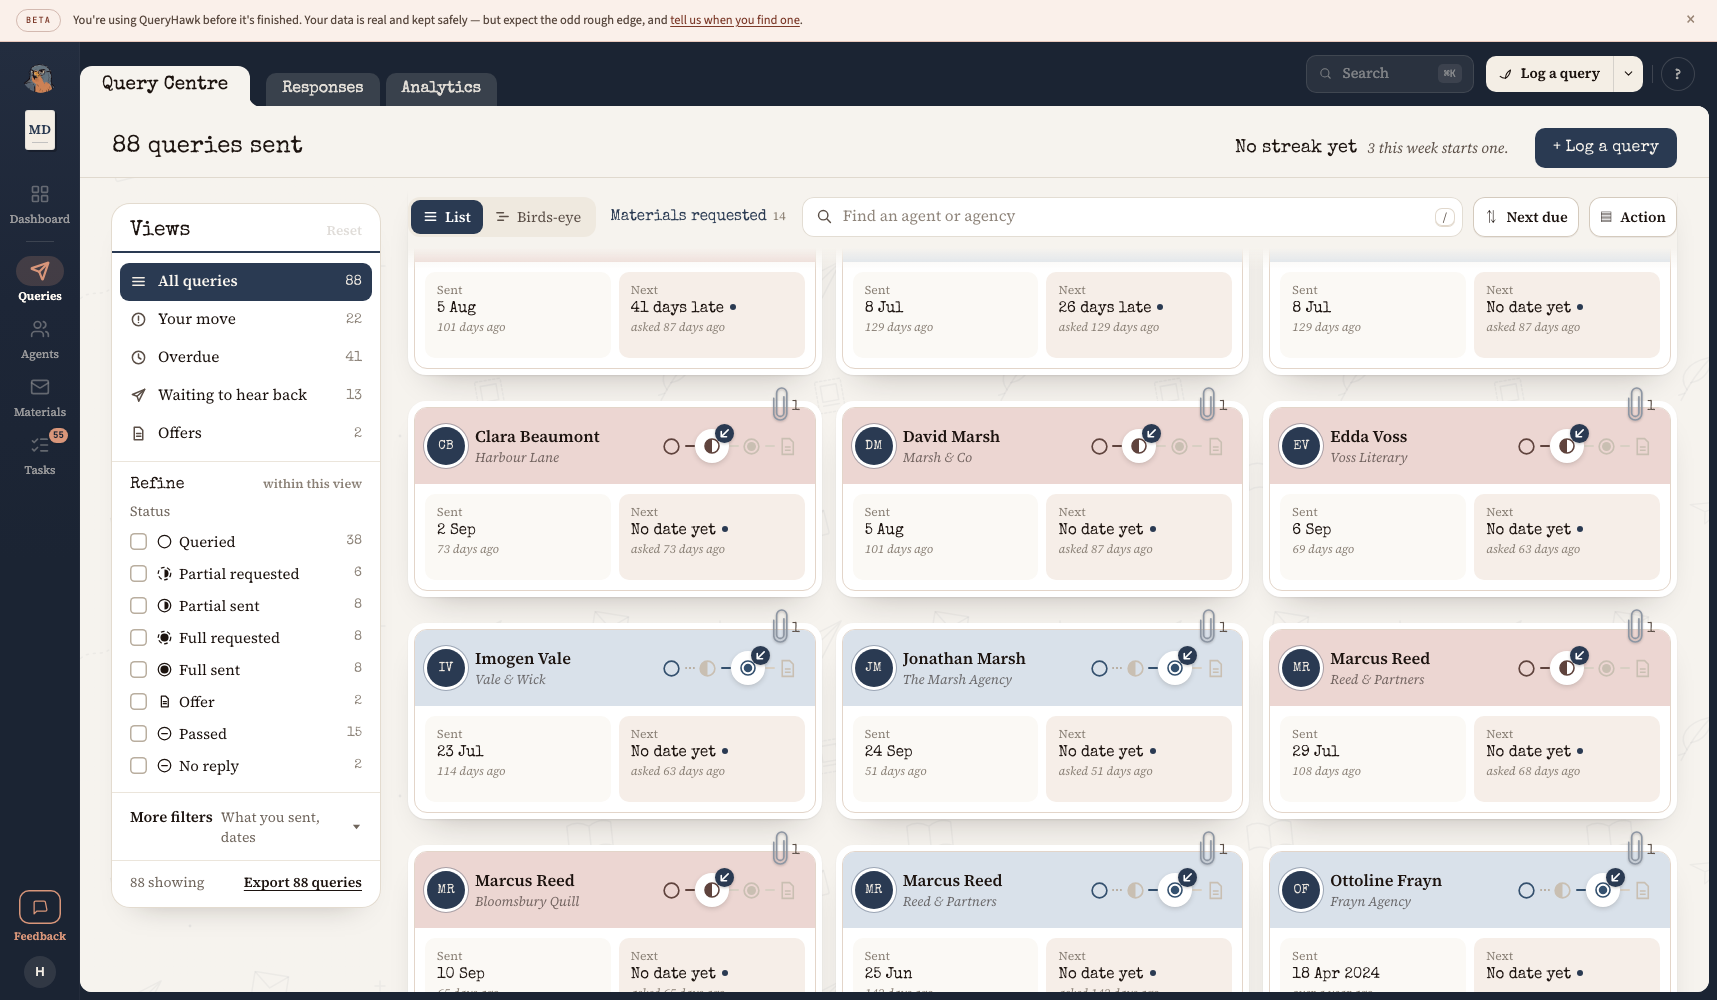 BETA You're using QueryHawk before it's finished. Your data is real and kept safely — but expect the odd rough edge, and tell us when you find one. ×
Query Centre Responses Analytics
Search ⌘K Log a query ?
MD
Dashboard
Queries
Agents
Materials
55
Tasks
Feedback
H
88 queries sent
No streak yet 3 this week starts one. + Log a query
Views Reset
All queries 88
Your move 22
Overdue 41
Waiting to hear back 13
Offers 2
Refine within this view
Status
Queried 38
Partial requested 6
Partial sent 8
Full requested 8
Full sent 8
Offer 2
Passed 15
No reply 2
More filters What you sent,
dates
88 showing Export 88 queries
List Birds-eye Materials requested 14 Find an agent or agency / Next due Action
Sent Next Sent Next Sent Next
5 Aug 41 days late 8 Jul 26 days late 8 Jul No date yet
101 days ago asked 87 days ago 129 days ago asked 129 days ago 129 days ago asked 87 days ago
1 1 1
CB Clara Beaumont DM David Marsh EV Edda Voss
Harbour Lane Marsh & Co Voss Literary
Sent Next Sent Next Sent Next
2 Sep No date yet 5 Aug No date yet 6 Sep No date yet
73 days ago asked 73 days ago 101 days ago asked 87 days ago 69 days ago asked 63 days ago
1 1 1
IV Imogen Vale JM Jonathan Marsh MR Marcus Reed
Vale & Wick The Marsh Agency Reed & Partners
Sent Next Sent Next Sent Next
23 Jul No date yet 24 Sep No date yet 29 Jul No date yet
114 days ago asked 63 days ago 51 days ago asked 51 days ago 108 days ago asked 68 days ago
1 1 1
MR Marcus Reed MR Marcus Reed OF Ottoline Frayn
Bloomsbury Quill Reed & Partners Frayn Agency
Sent Next Sent Next Sent Next
10 Sep No date yet 25 Jun No date yet 18 Apr 2024 No date yet